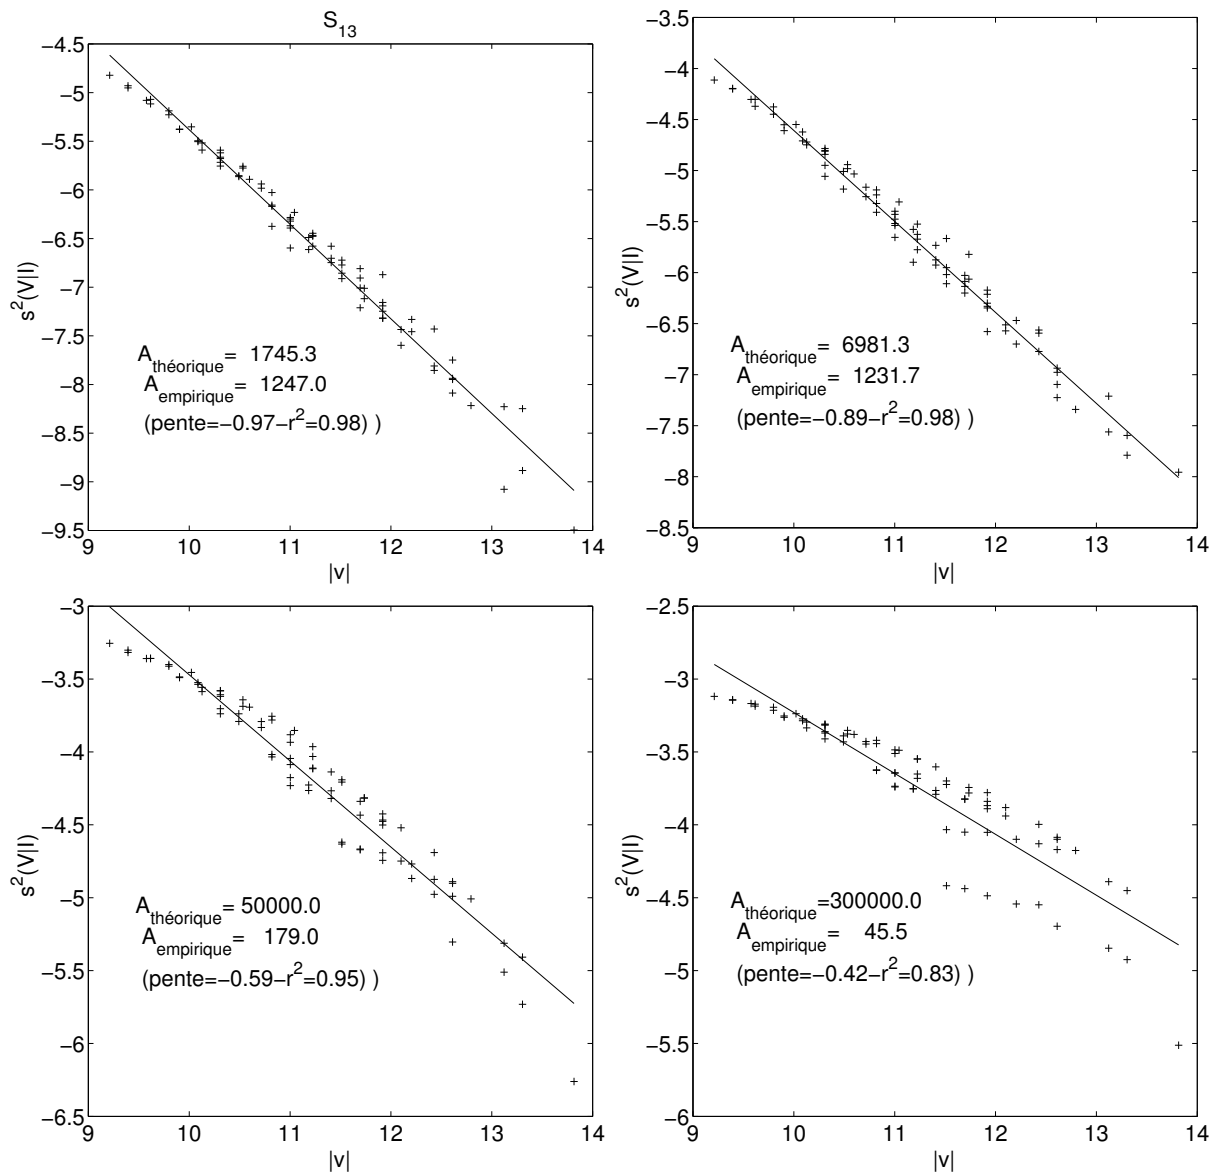 S13
−4.5
−5
−5.5
−6
−6.5
−7
−7.5
−8
−8.5
−9
−9.5
s2(V|I)
Athéorique= 1745.3
Aempirique= 1247.0
(pente=−0.97−r2=0.98) )
9 10 11 12 13 14
|v|
−3.5
−4
−4.5
−5
−5.5
−6
−6.5
−7
−7.5
−8
−8.5
s2(V|I)
Athéorique= 6981.3
Aempirique= 1231.7
(pente=−0.89−r2=0.98) )
9 10 11 12 13 14
|v|
−3
−3.5
−4
−4.5
−5
−5.5
−6
−6.5
s2(V|I)
Athéorique= 50000.0
Aempirique= 179.0
(pente=−0.59−r2=0.95) )
9 10 11 12 13 14
|v|
−2.5
−3
−3.5
−4
−4.5
−5
−5.5
−6
s2(V|I)
Athéorique=300000.0
Aempirique= 45.5
(pente=−0.42−r2=0.83) )
9 10 11 12 13 14
|v|